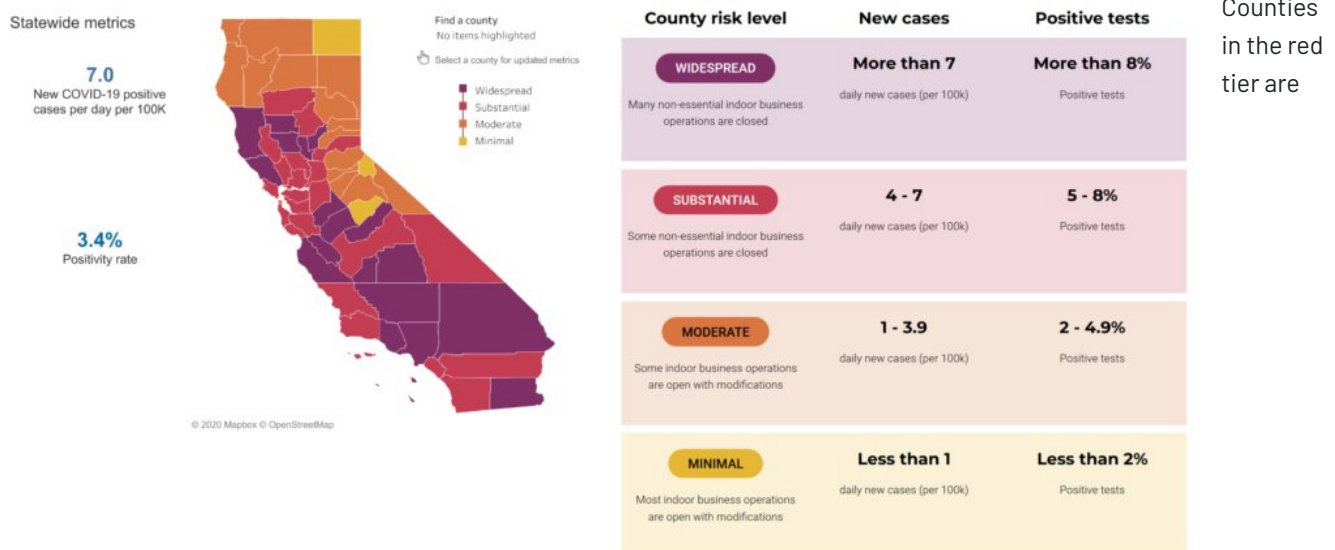 Statewide metrics
7.0
New COVID-19 positive
cases per day per 100K
3.4%
Positivity rate
Find a county
No items highlighted
Select a county for updated metrics
Widespread
Substantial
Moderate
Minimal
© 2020 Mapbox © OpenStreetMap
County risk level New cases Positive tests
WIDESPREAD
Many non-essential indoor business
operations are closed
More than 7
daily new cases (per 100k)
More than 8%
Positive tests
SUBSTANTIAL
Some non-essential indoor business
operations are closed
4 - 7
daily new cases (per 100k)
5 - 8%
Positive tests
MODERATE
Some indoor business operations
are open with modifications
1 - 3.9
daily new cases (per 100k)
2 - 4.9%
Positive tests
MINIMAL
Most indoor business operations
are open with modifications
Less than 1
daily new cases (per 100k)
Less than 2%
Positive tests
Counties
in the red
tier are